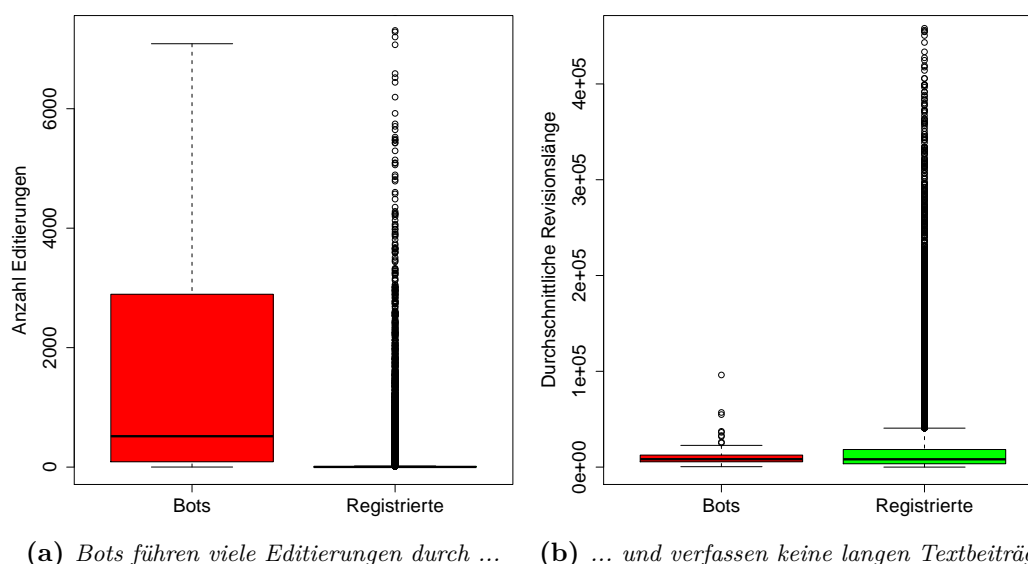 Anzahl Editierungen
6000
4000
2000
0
Bots
Registrierte
Durchschnittliche Revisionslänge
4e+05
3e+05
2e+05
1e+05
0e+00
Bots
Registrierte
(a) Bots führen viele Editierungen durch ...
(b) ... und verfassen keine langen